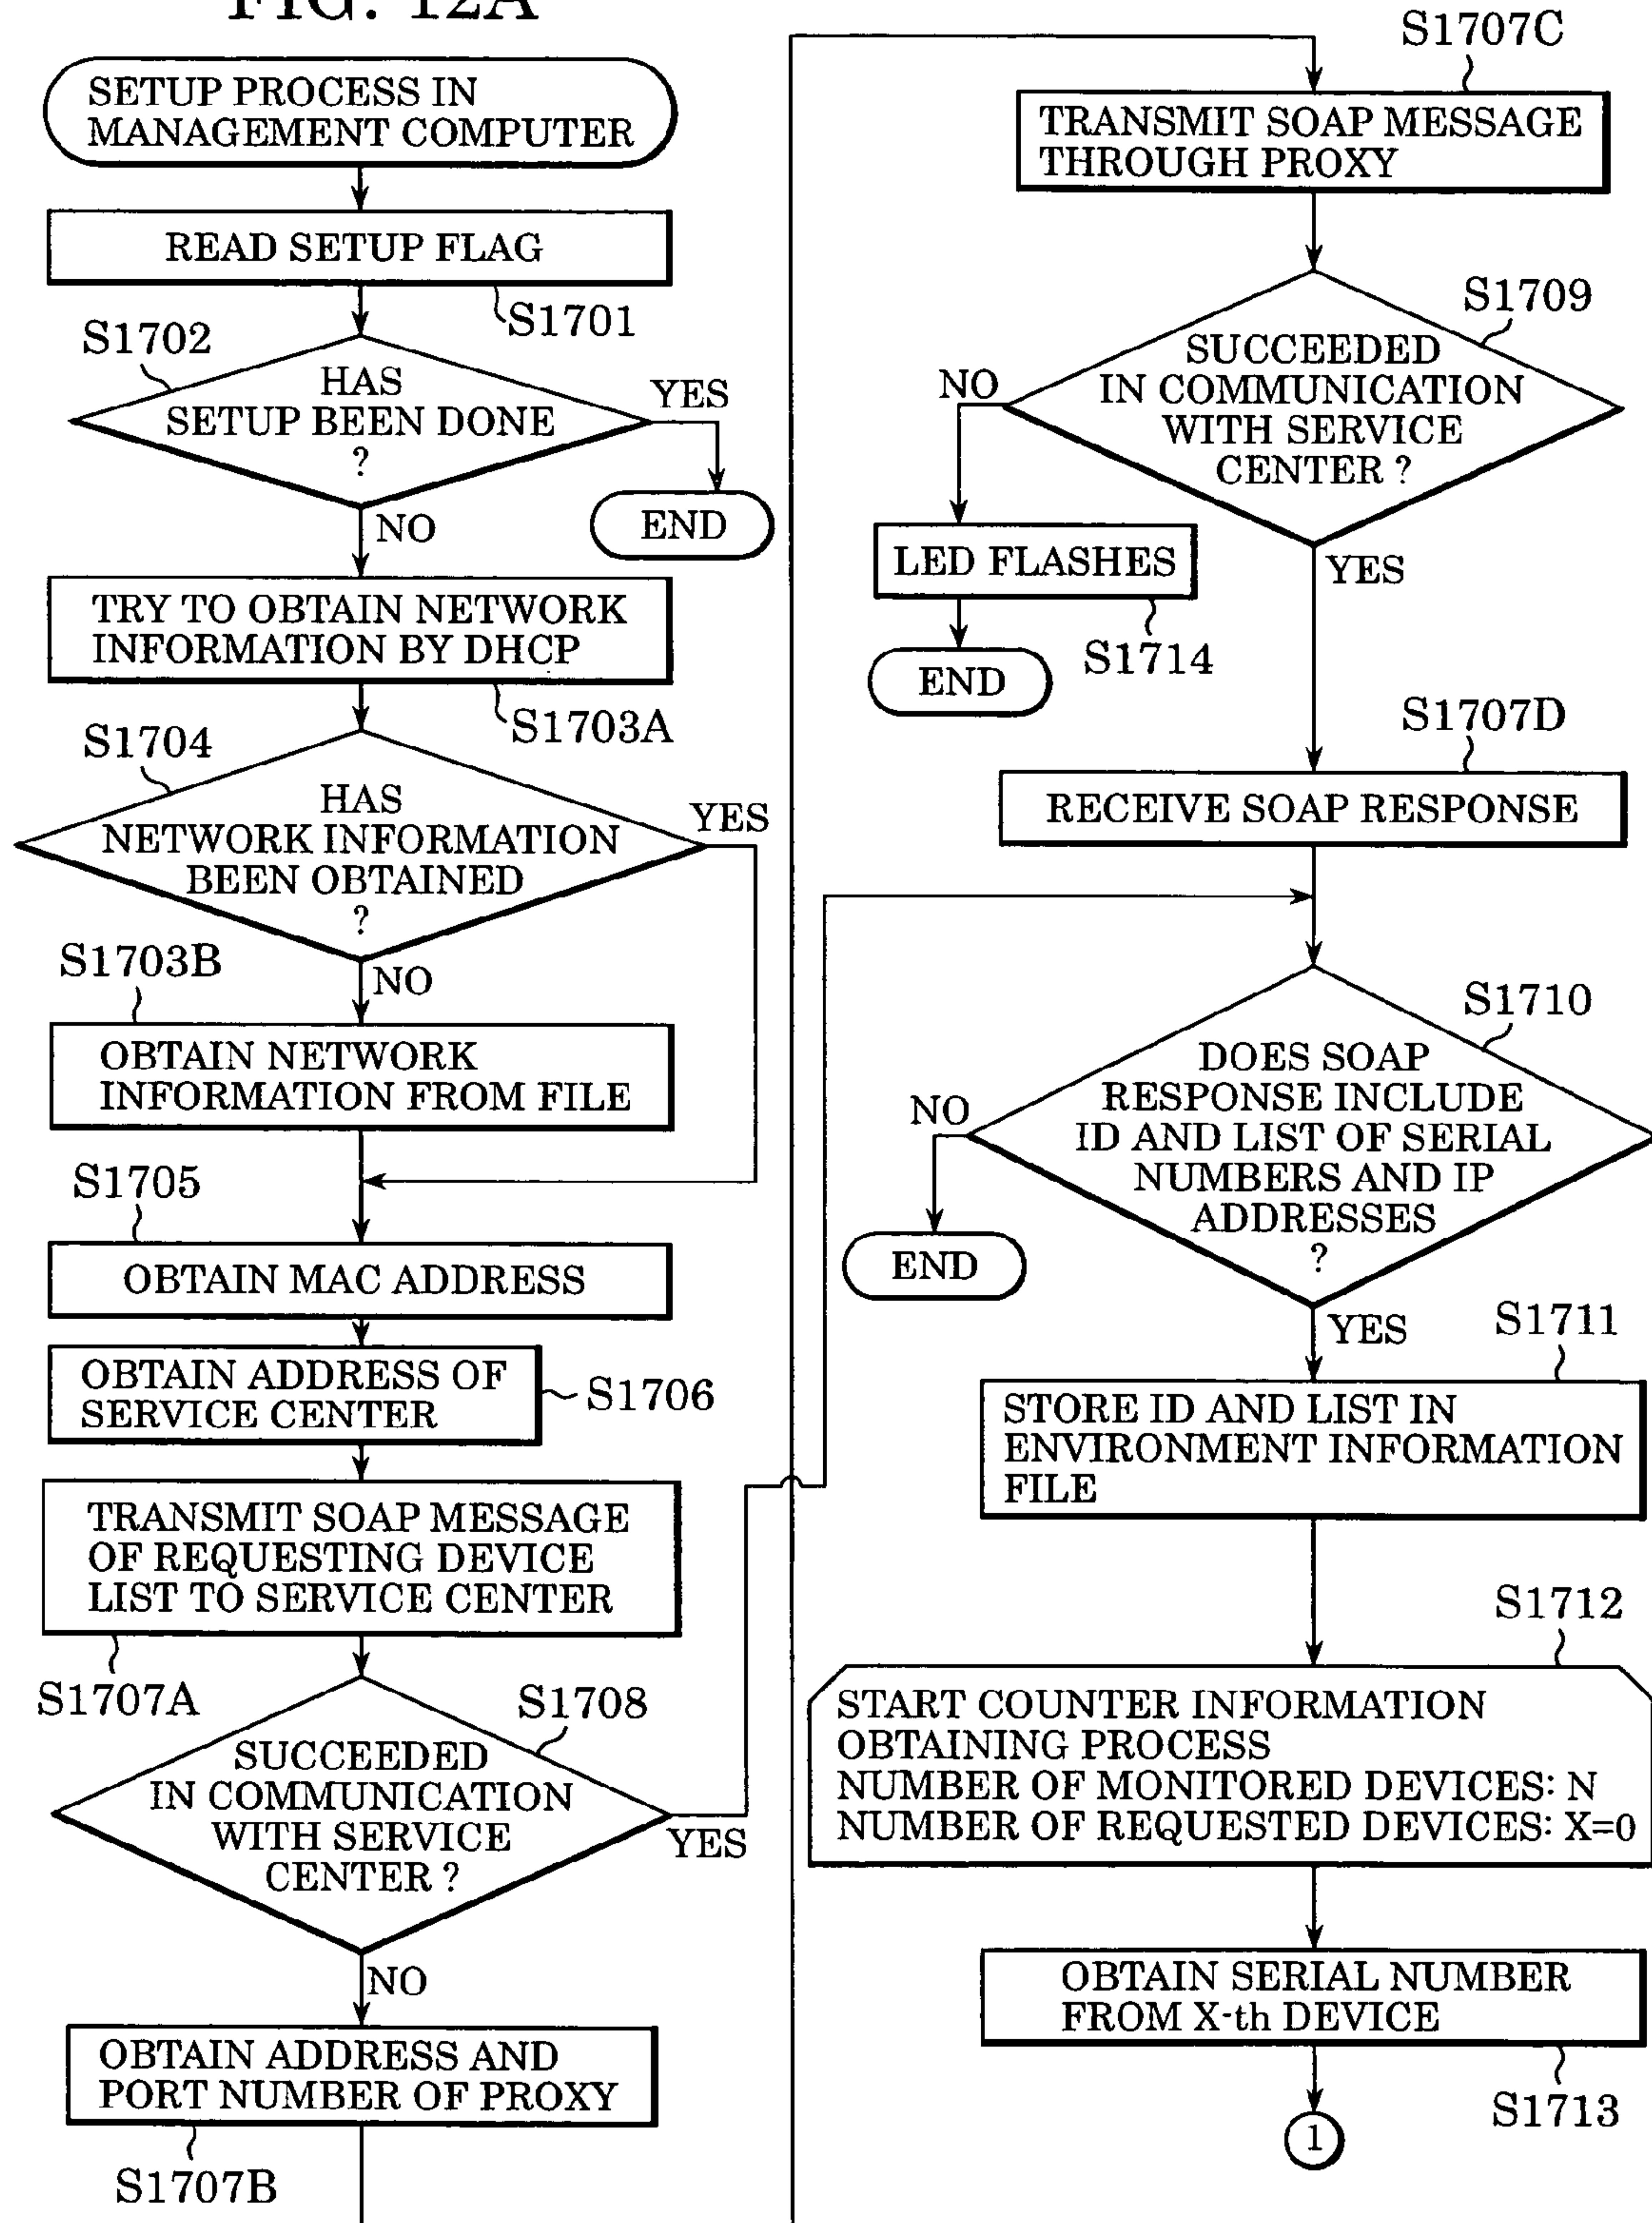 FIG. 12A
SETUP PROCESS IN
MANAGEMENT COMPUTER
READ SETUP FLAG
S1701
S1702
HAS
SETUP BEEN DONE
?
YES
END
NO
TRY TO OBTAIN NETWORK
INFORMATION BY DHCP
S1703A
S1704
HAS
NETWORK INFORMATION
BEEN OBTAINED
?
YES
S1703B
NO
OBTAIN NETWORK
INFORMATION FROM FILE
S1705
OBTAIN MAC ADDRESS
OBTAIN ADDRESS OF
SERVICE CENTER
S1706
TRANSMIT SOAP MESSAGE
OF REQUESTING DEVICE
LIST TO SERVICE CENTER
S1707A
S1708
SUCCEEDED
IN COMMUNICATION
WITH SERVICE
CENTER ?
YES
NO
OBTAIN ADDRESS AND
PORT NUMBER OF PROXY
S1707B
S1707C
TRANSMIT SOAP MESSAGE
THROUGH PROXY
S1709
SUCCEEDED
IN COMMUNICATION
WITH SERVICE
CENTER ?
NO
LED FLASHES
S1714
END
YES
S1707D
RECEIVE SOAP RESPONSE
S1710
DOES SOAP
RESPONSE INCLUDE
ID AND LIST OF SERIAL
NUMBERS AND IP
ADDRESSES
?
NO
END
YES
S1711
STORE ID AND LIST IN
ENVIRONMENT INFORMATION
FILE
S1712
START COUNTER INFORMATION
OBTAINING PROCESS
NUMBER OF MONITORED DEVICES: N
NUMBER OF REQUESTED DEVICES: X=0
OBTAIN SERIAL NUMBER
FROM X-th DEVICE
S1713
1